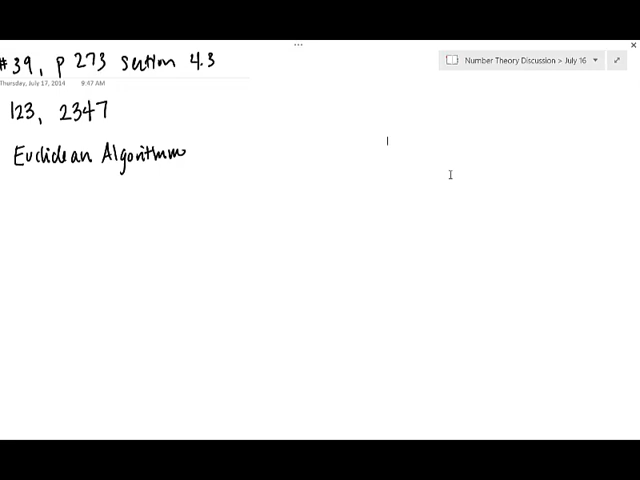 #39, p 273 section 4.3
Thursday, July 17, 2014 9:47 AM
Number Theory Discussion > July 16
123, 2347
Euclidean Algorithm